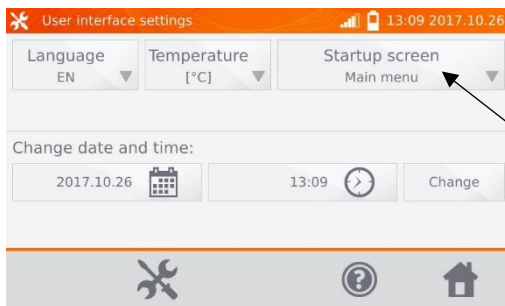 User interface settings 13:09 2017.10.26
Language Temperature Startup screen
EN [°C] Main menu
Change date and time:
2017.10.26 13:09 Change
?